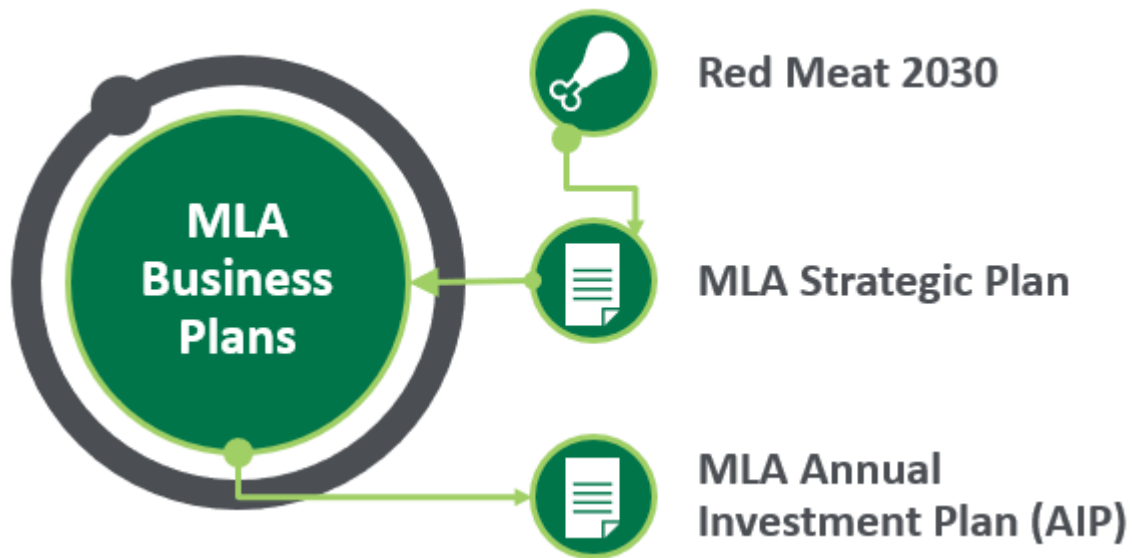 MLA
Business
Plans
Red Meat 2030
MLA Strategic Plan
MLA Annual
Investment Plan (AIP)